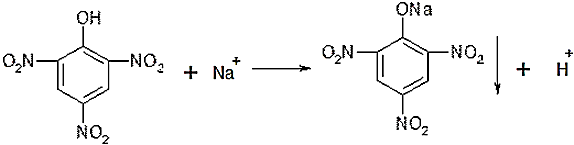 OH
O₂N NO₂
NO₂
+ Na⁺
ONa
O₂N NO₂
NO₂
+ H⁺